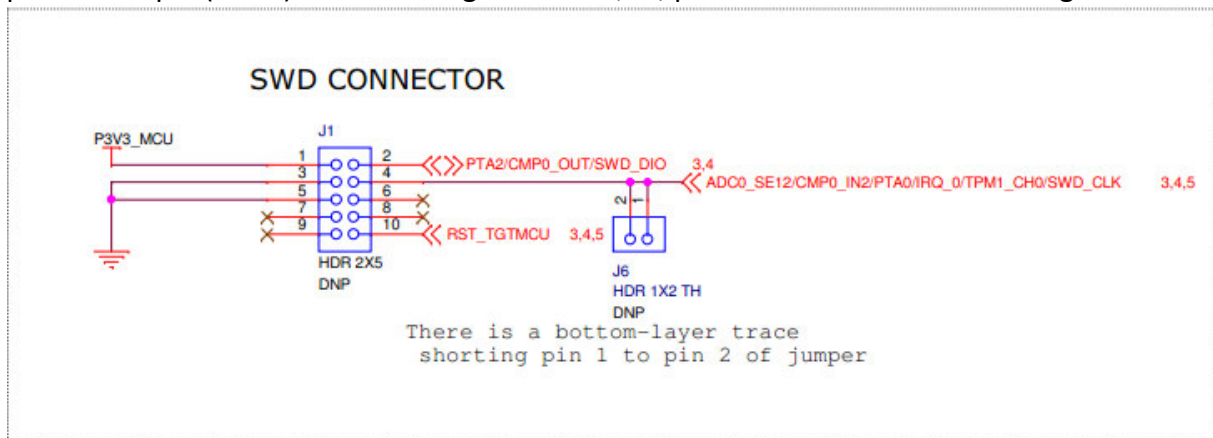 SWD CONNECTOR
P3V3_MCU
J1
1 2
3 4
5 6
7 8
9 10
PTA2/CMP0_OUT/SWD_DIO 3,4
ADC0_SE12/CMP0_IN2/PTA0/IRQ_0/TPM1_CH0/SWD_CLK 3,4,5
RST_TGTMCU 3,4,5
2 1
HDR 2X5
DNP
J6
HDR 1X2 TH
DNP
There is a bottom-layer trace
shorting pin 1 to pin 2 of jumper